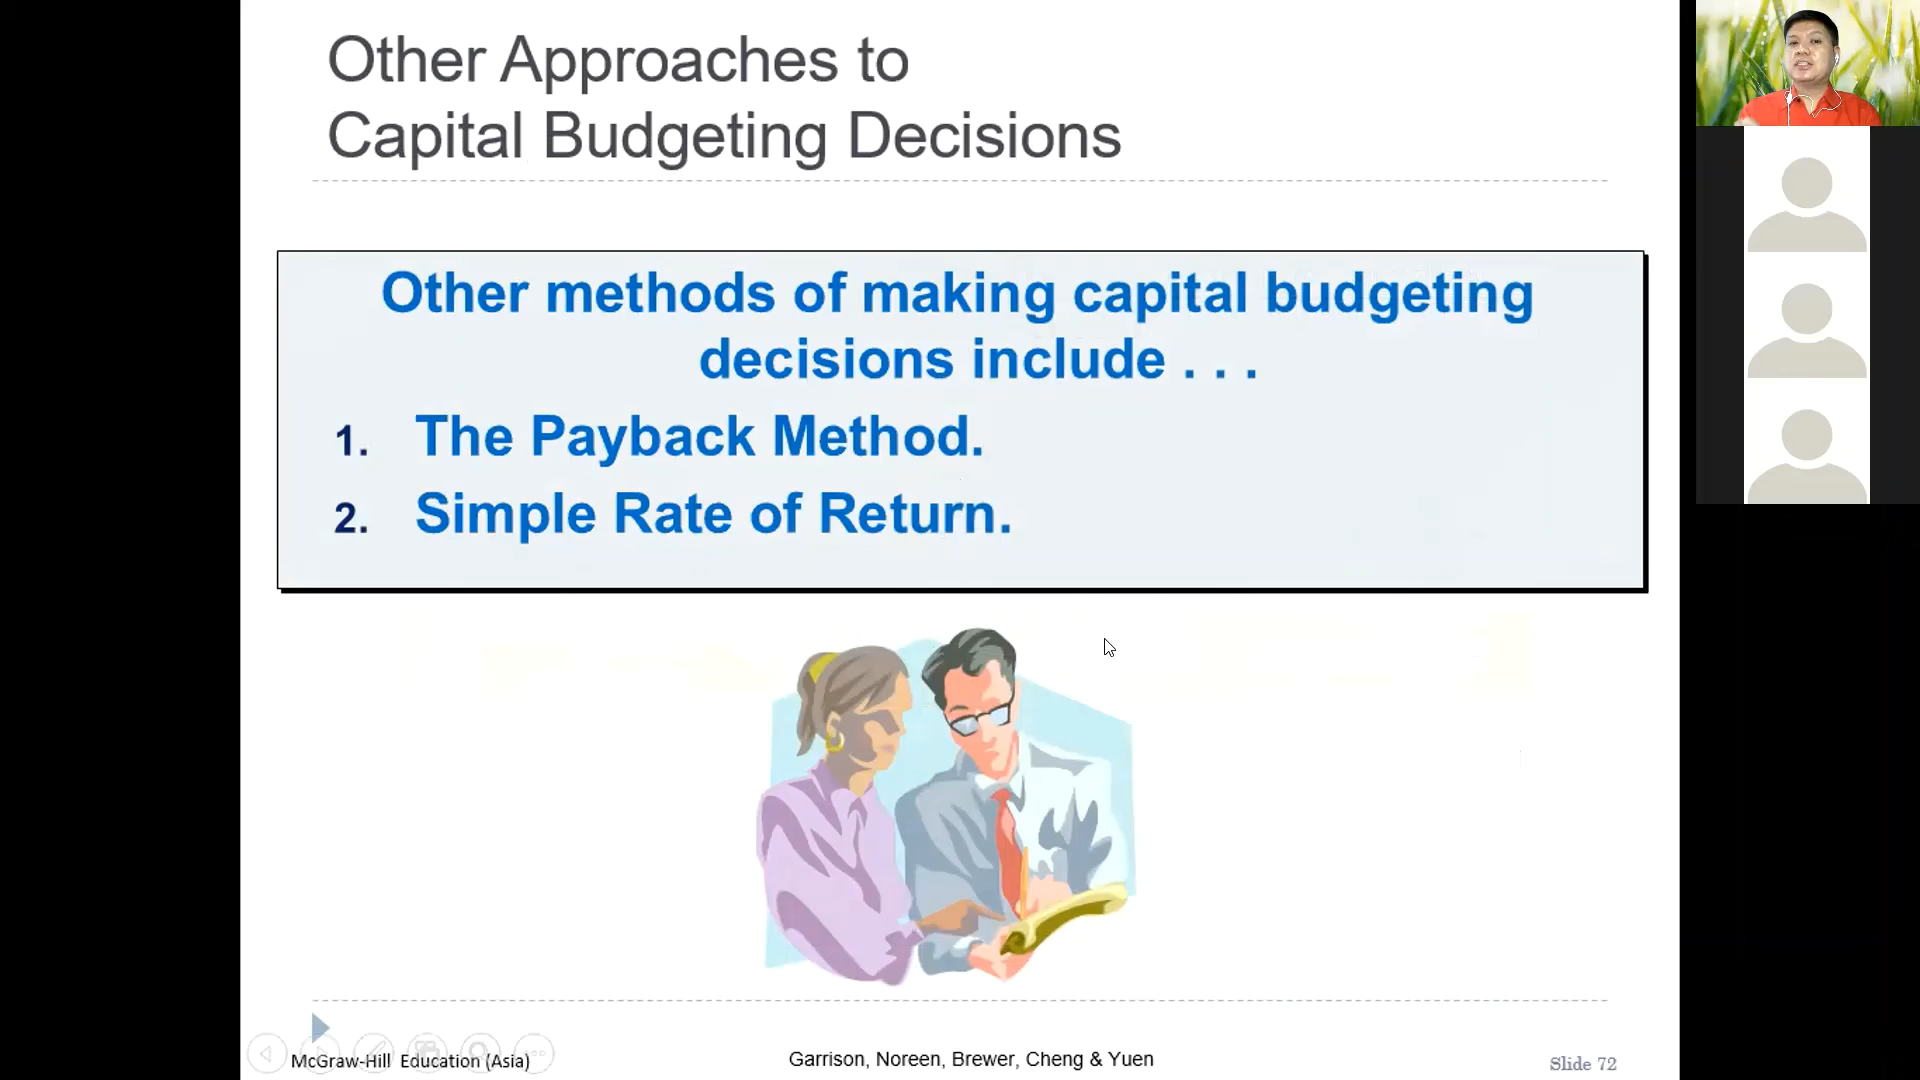 Other Approaches to
Capital Budgeting Decisions
Other methods of making capital budgeting
decisions include . . .
1. The Payback Method.
2. Simple Rate of Return.
McGraw-Hill Education (Asia)
Garrison, Noreen, Brewer, Cheng & Yuen
Slide 72